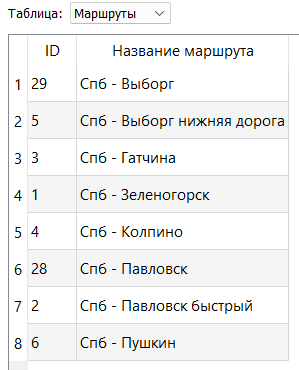 Таблица: Маршруты
ID Название маршрута
1 29 Спб - Выборг
2 5 Спб - Выборг нижняя дорога
3 3 Спб - Гатчина
4 1 Спб - Зеленогорск
5 4 Спб - Колпино
6 28 Спб - Павловск
7 2 Спб - Павловск быстрый
8 6 Спб - Пушкин